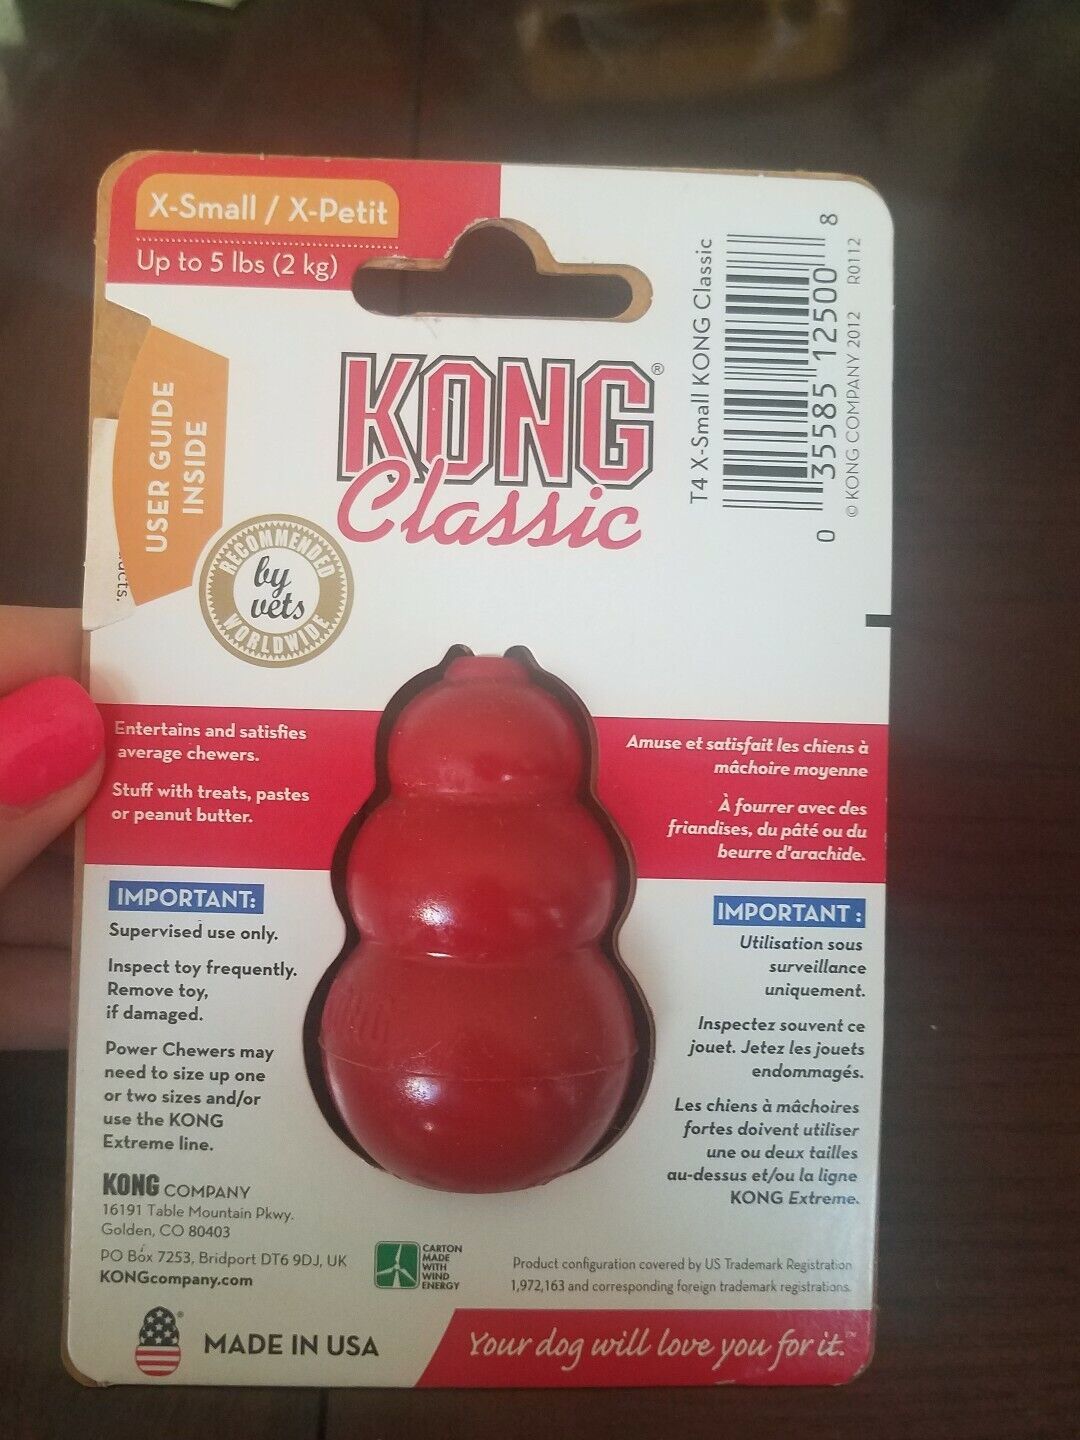 X-Small / X-Petit
Up to 5 lbs (2 kg)
USER GUIDE
INSIDE
KONG®
Classic
RECOMMENDED
by
vets
WORLDWIDE
T4 X-Small KONG Classic
0 35585 12500 8
© KONG COMPANY 2012 R0112
Entertains and satisfies
average chewers.
Stuff with treats, pastes
or peanut butter.
Amuse et satisfait les chiens à
mâchoire moyenne
À fourrer avec des
friandises, du pâté ou du
beurre d'arachide.
IMPORTANT:
Supervised use only.
Inspect toy frequently.
Remove toy,
if damaged.
Power Chewers may
need to size up one
or two sizes and/or
use the KONG
Extreme line.
IMPORTANT :
Utilisation sous
surveillance
uniquement.
Inspectez souvent ce
jouet. Jetez les jouets
endommagés.
Les chiens à mâchoires
fortes doivent utiliser
une ou deux tailles
au-dessus et/ou la ligne
KONG Extreme.
KONG COMPANY
16191 Table Mountain Pkwy.
Golden, CO 80403
PO Box 7253, Bridport DT6 9DJ, UK
KONGcompany.com
CARTON
MADE
WITH
WIND
ENERGY
Product configuration covered by US Trademark Registration
1,972,163 and corresponding foreign trademark registrations.
MADE IN USA
Your dog will love you for it.™